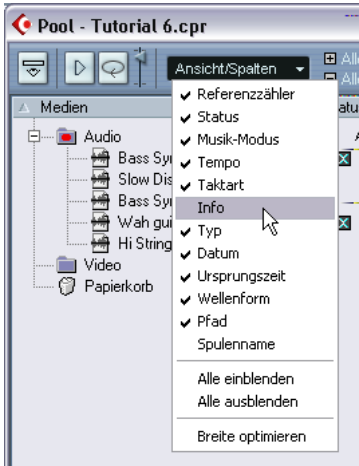 Pool - Tutorial 6.cpr
Ansicht/Spalten
All
All
Medien
Audio
Bass Sy
Slow Dis
Bass Sy
Wah gui
Hi String
Video
Papierkorb
Referenzzähler
Status
Musik-Modus
Tempo
Taktart
Info
Typ
Datum
Ursprungszeit
Wellenform
Pfad
Spulenname
Alle einblenden
Alle ausblenden
Breite optimieren